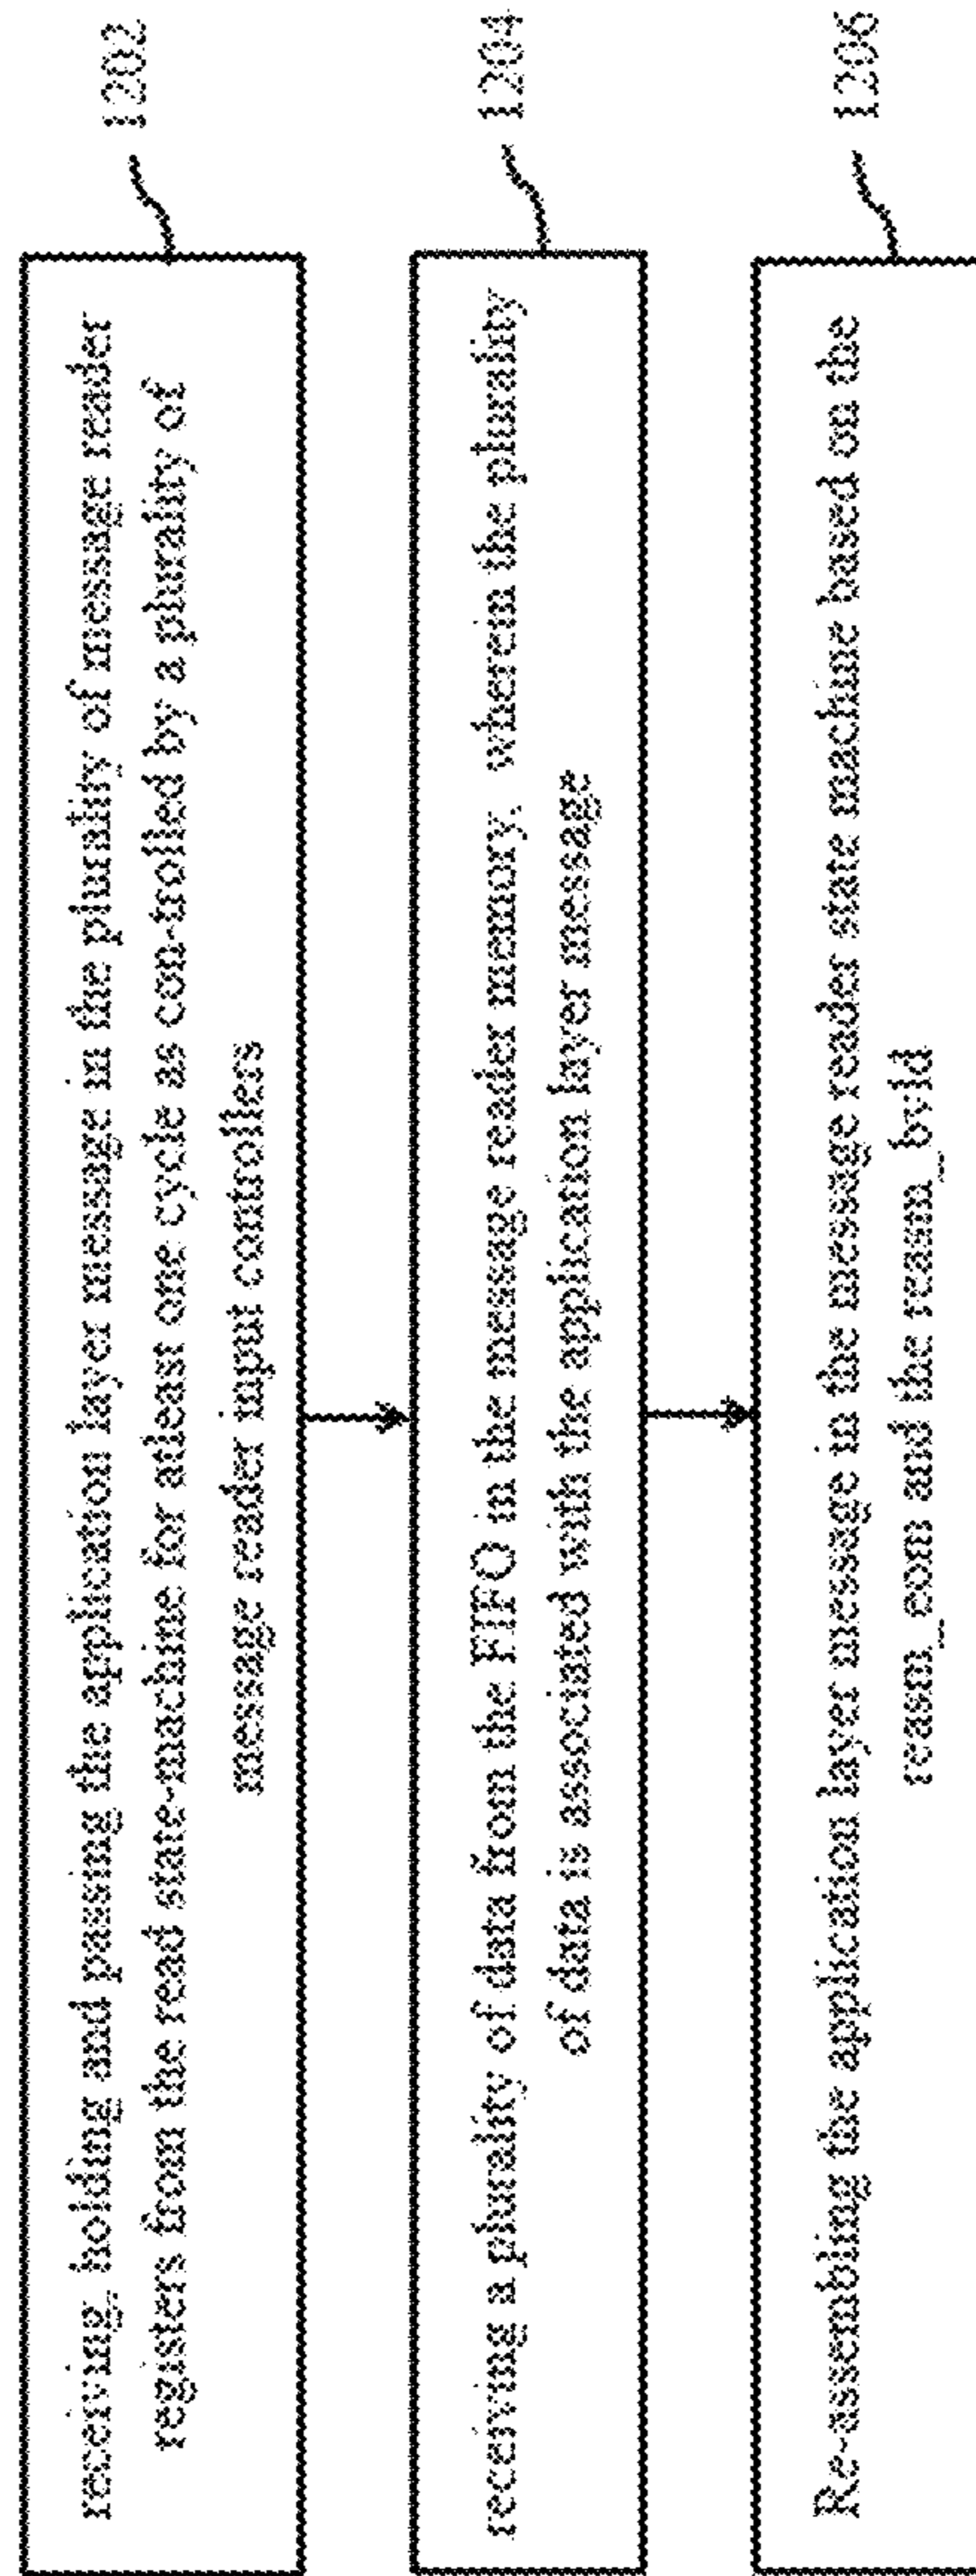 receiving, holding and passing the application layer message in the plurality of message reader
registers from the read state-machine for atleast one cycle as con-trolled by a plurality of
message reader input controllers
1202
receiving a plurality of data from the FIFO in the message reader memory, wherein the plurality
of data is associated with the application layer message
1204
Re-assembling the application layer message in the message reader state machine based on the
reasm_eom and the reasm_bvld
1206